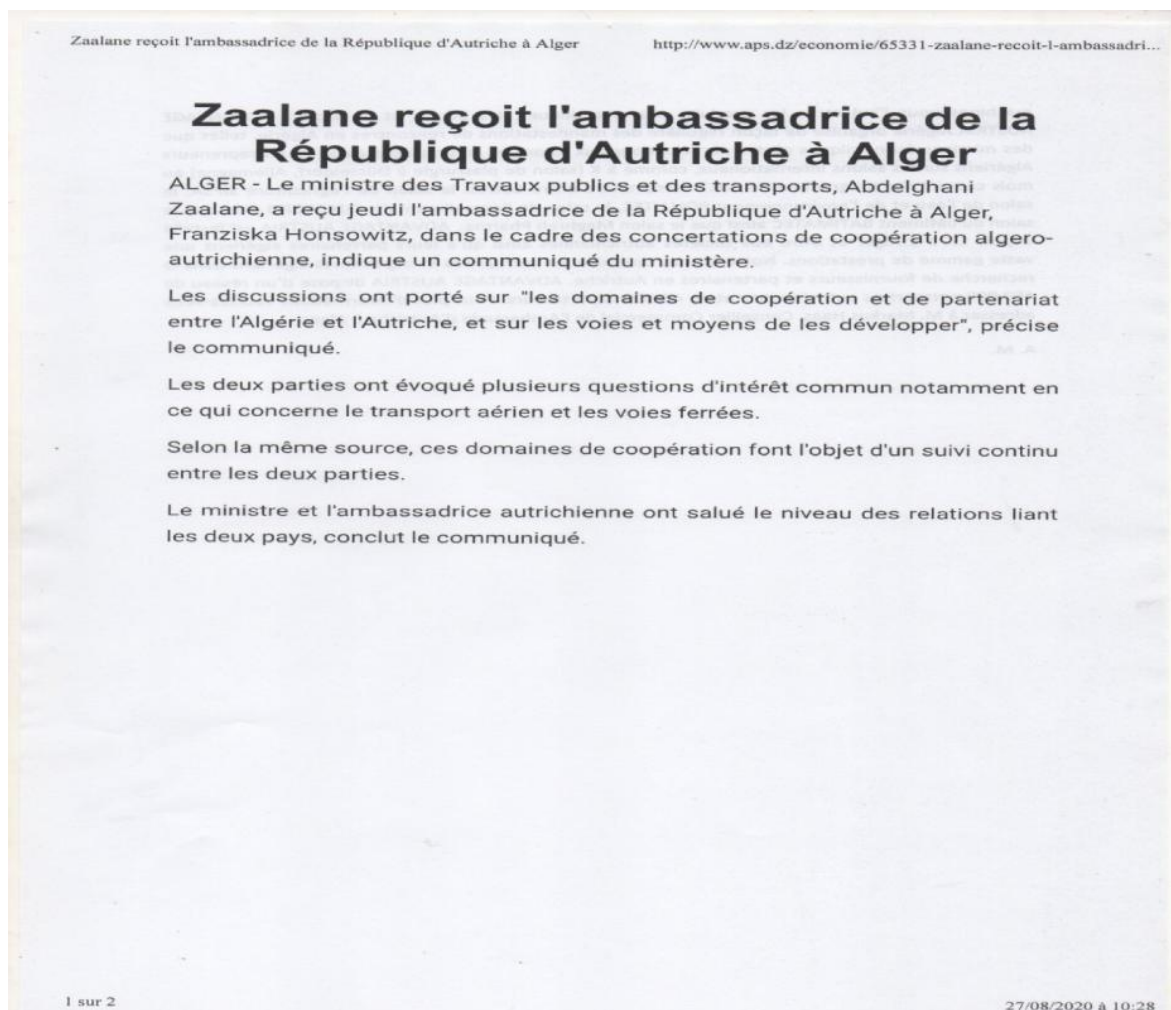 Zaalane reçoit l'ambassadrice de la République d'Autriche à Alger http://www.aps.dz/economie/65331-zaalane-recoit-l-ambassadri...
Zaalane reçoit l'ambassadrice de la
République d'Autriche à Alger
ALGER - Le ministre des Travaux publics et des transports, Abdelghani
Zaalane, a reçu jeudi l'ambassadrice de la République d'Autriche à Alger,
Franziska Honsowitz, dans le cadre des concertations de coopération algero-
autrichienne, indique un communiqué du ministère.
Les discussions ont porté sur "les domaines de coopération et de partenariat
entre l'Algérie et l'Autriche, et sur les voies et moyens de les développer", précise
le communiqué.
Les deux parties ont évoqué plusieurs questions d'intérêt commun notamment en
ce qui concerne le transport aérien et les voies ferrées.
Selon la même source, ces domaines de coopération font l'objet d'un suivi continu
entre les deux parties.
Le ministre et l'ambassadrice autrichienne ont salué le niveau des relations liant
les deux pays, conclut le communiqué.
1 sur 2 27/08/2020 à 10:28